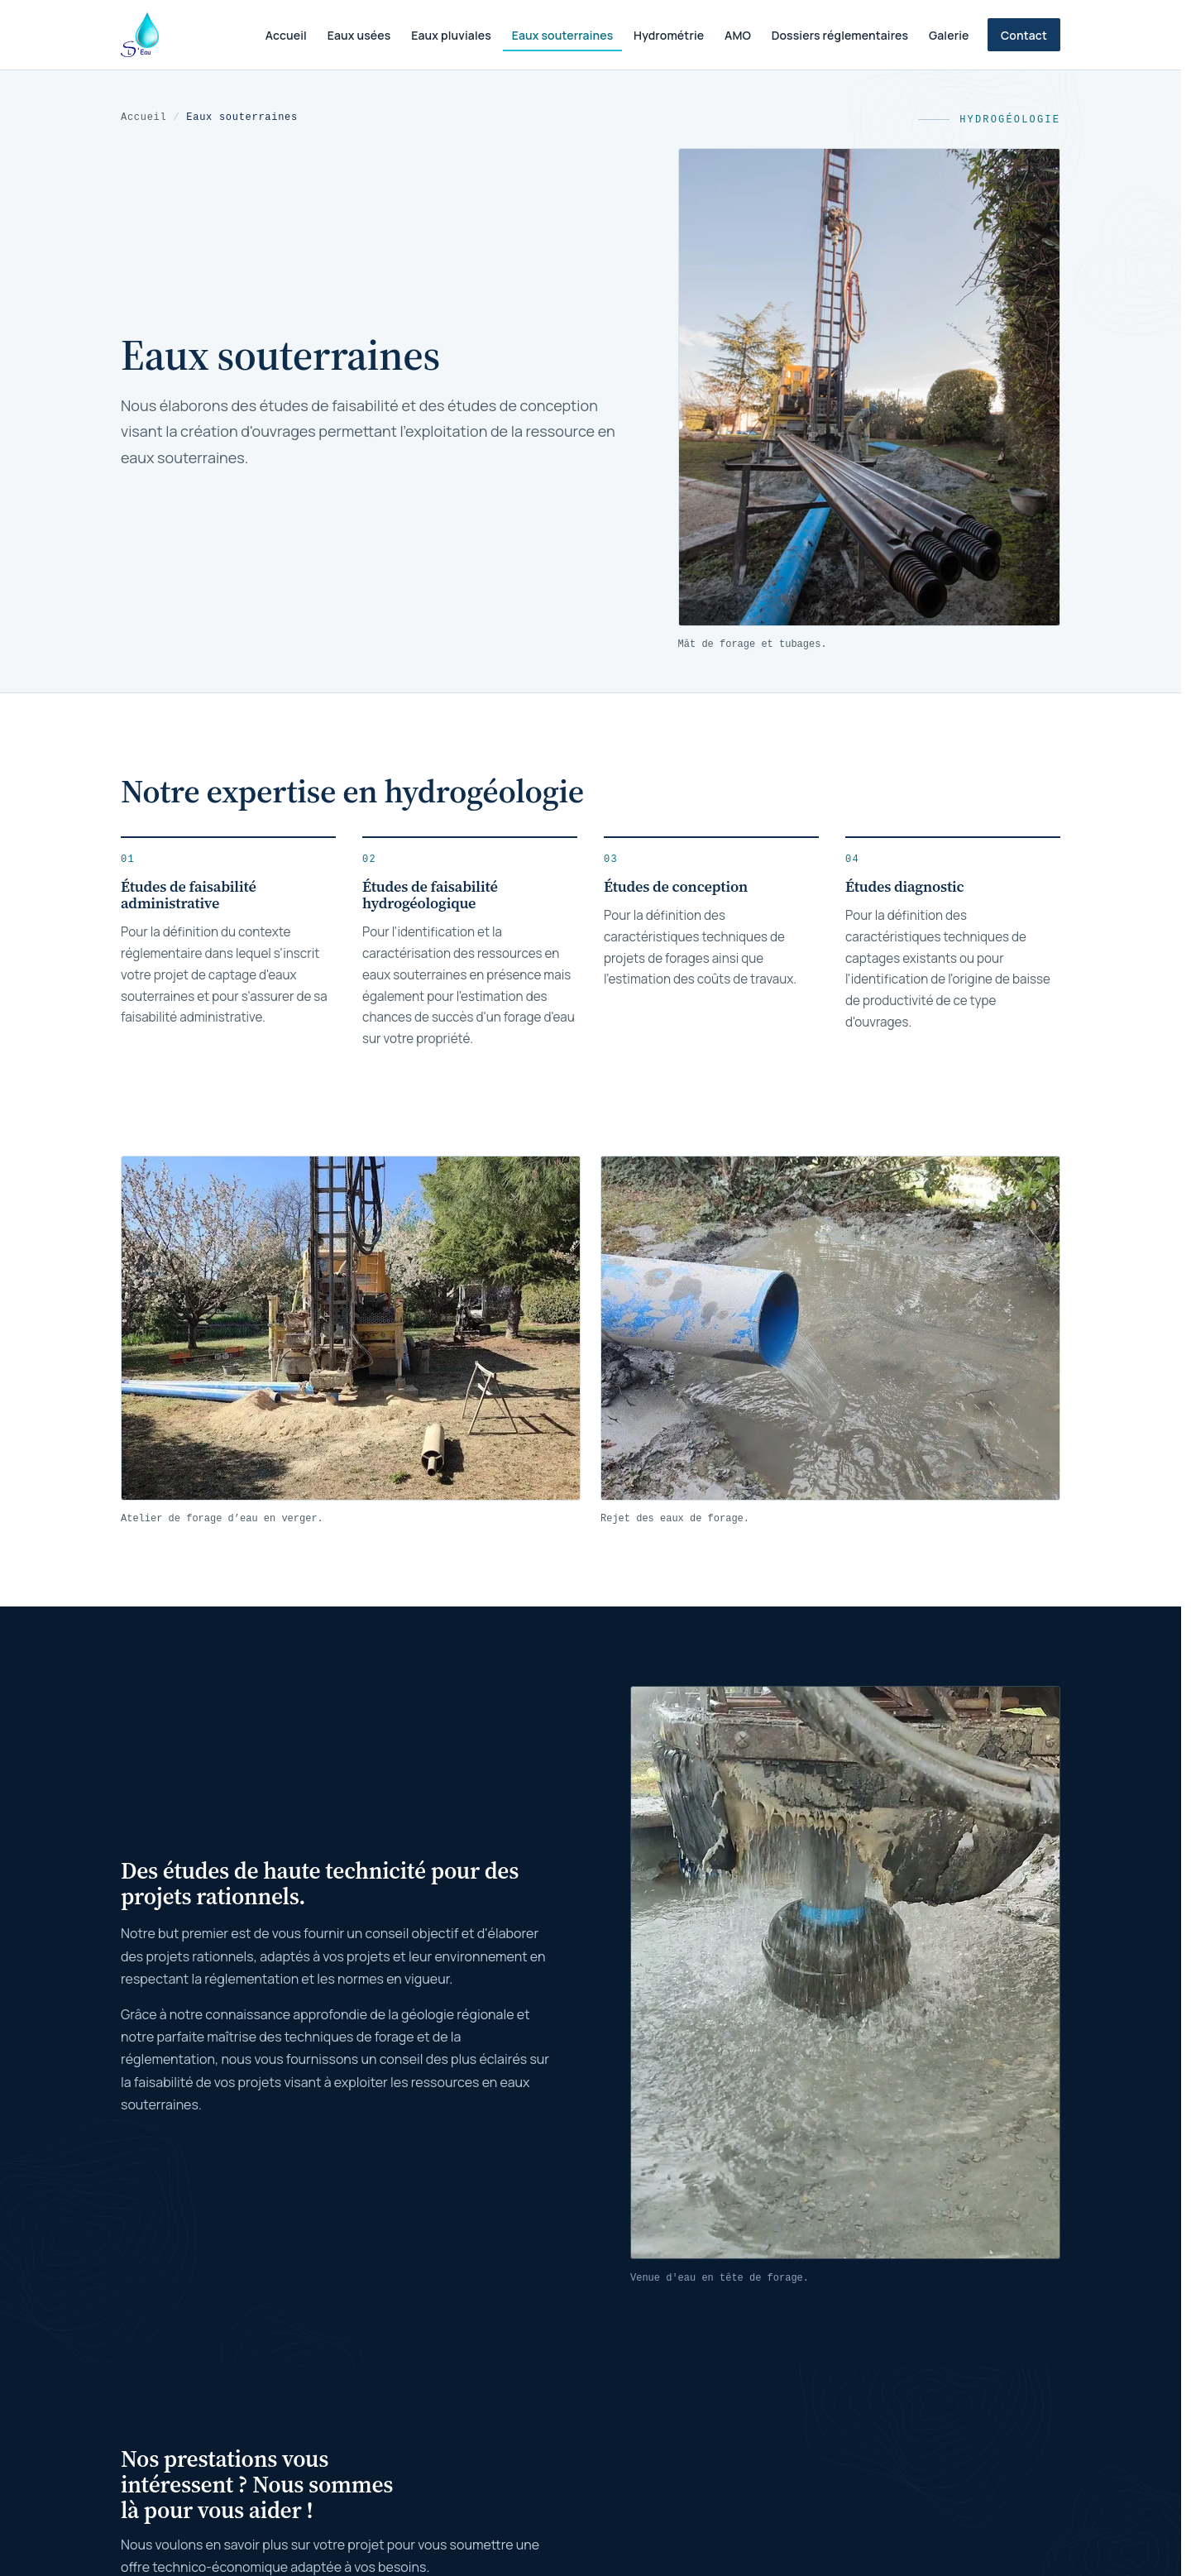 S D'Eau
Accueil
Eaux usées
Eaux pluviales
Eaux souterraines
Hydrométrie
AMO
Dossiers réglementaires
Galerie
Contact
Accueil / Eaux souterraines
HYDROGÉOLOGIE
Eaux souterraines
Nous élaborons des études de faisabilité et des études de conception
visant la création d'ouvrages permettant l'exploitation de la ressource en
eaux souterraines.
Mât de forage et tubages.
Notre expertise en hydrogéologie
01
Études de faisabilité
administrative
Pour la définition du contexte
réglementaire dans lequel s'inscrit
votre projet de captage d'eaux
souterraines et pour s'assurer de sa
faisabilité administrative.
02
Études de faisabilité
hydrogéologique
Pour l'identification et la
caractérisation des ressources en
eaux souterraines en présence mais
également pour l'estimation des
chances de succès d'un forage d'eau
sur votre propriété.
03
Études de conception
Pour la définition des
caractéristiques techniques de
projets de forages ainsi que
l'estimation des coûts de travaux.
04
Études diagnostic
Pour la définition des
caractéristiques techniques de
captages existants ou pour
l'identification de l'origine de baisse
de productivité de ce type
d'ouvrages.
Atelier de forage d’eau en verger.
Rejet des eaux de forage.
Des études de haute technicité pour des
projets rationnels.
Notre but premier est de vous fournir un conseil objectif et d'élaborer
des projets rationnels, adaptés à vos projets et leur environnement en
respectant la réglementation et les normes en vigueur.
Grâce à notre connaissance approfondie de la géologie régionale et
notre parfaite maîtrise des techniques de forage et de la
réglementation, nous vous fournissons un conseil des plus éclairés sur
la faisabilité de vos projets visant à exploiter les ressources en eaux
souterraines.
Venue d'eau en tête de forage.
Nos prestations vous
intéressent ? Nous sommes
là pour vous aider !
Nous voulons en savoir plus sur votre projet pour vous soumettre une
offre technico-économique adaptée à vos besoins.